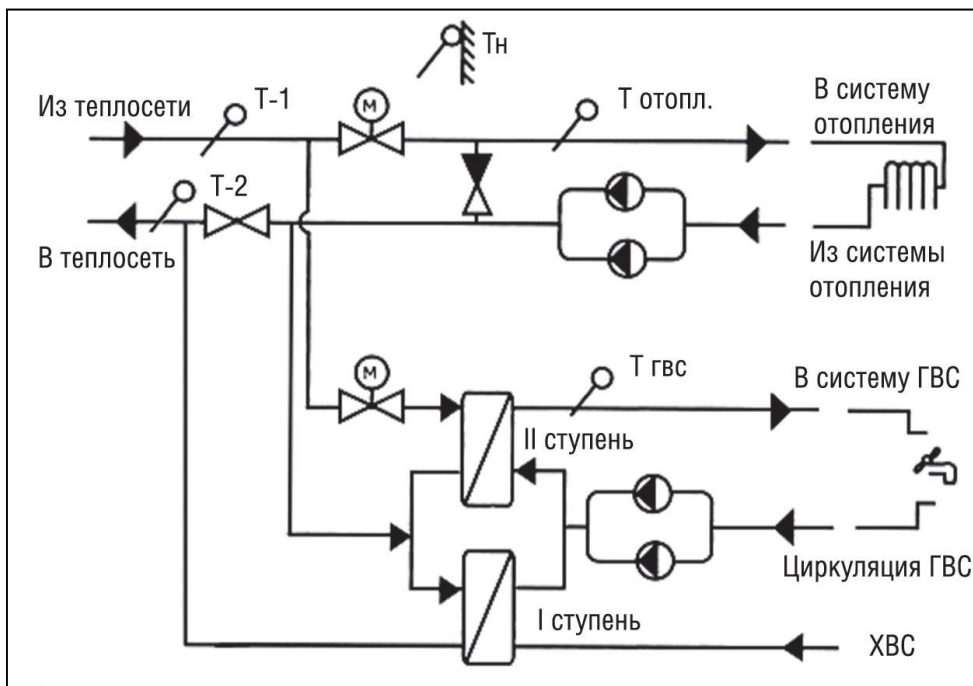 Тн
Из теплосети
Т-1
М
Т отопл.
В систему
отопления
Т-2
В теплосеть
Из системы
отопления
М
Т гвс
В систему ГВС
II ступень
Циркуляция ГВС
I ступень
ХВС